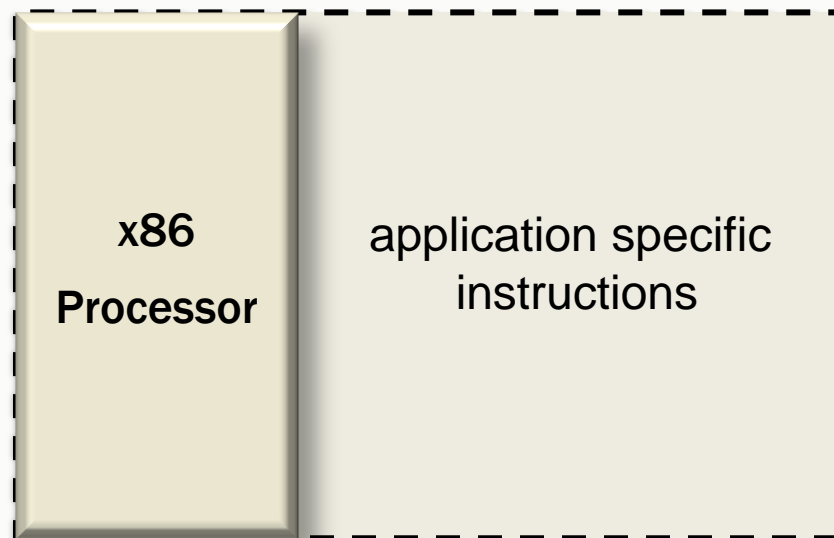 x86
Processor
application specific
instructions